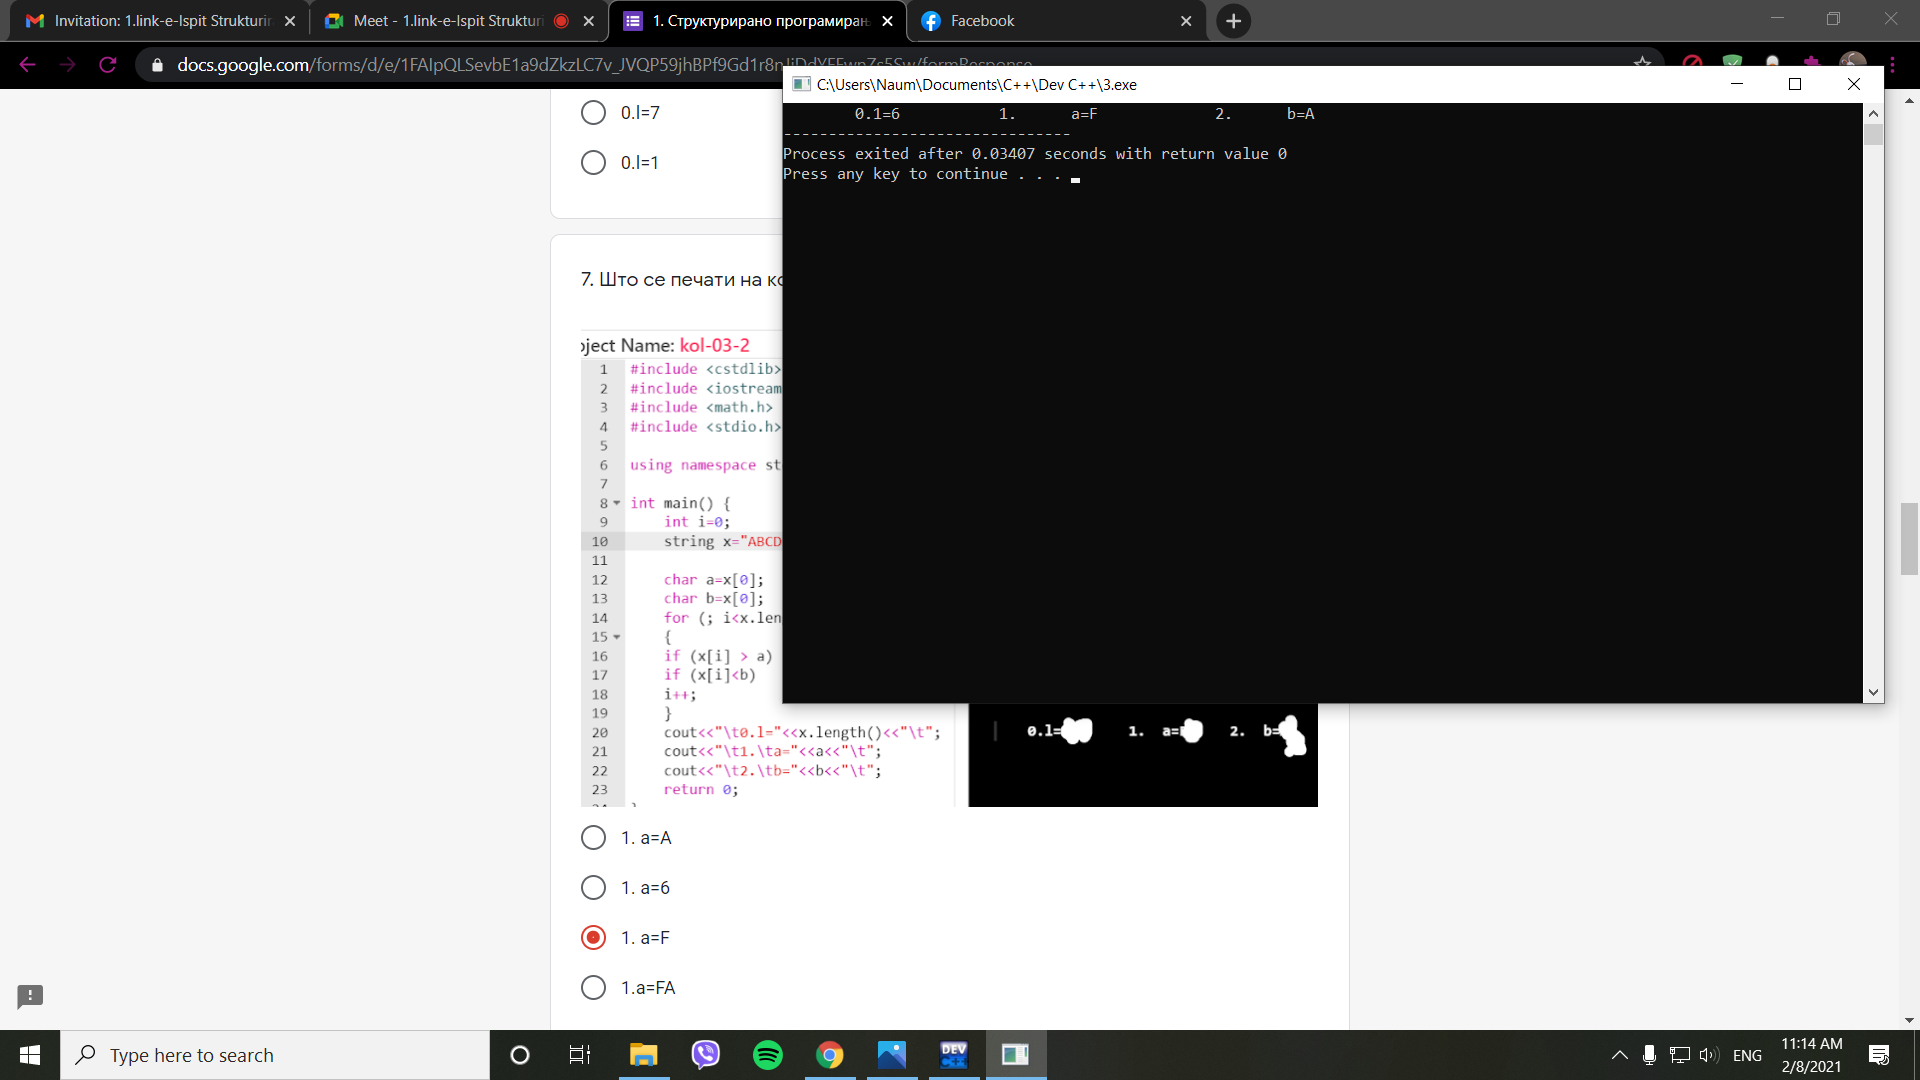 Invitation: 1.link-e-Ispit Strukturir
Meet - 1.link-e-Ispit Strukturi
1. Структурирано програмирањ
Facebook
docs.google.com/forms/d/e/1FAIpQLSevbE1a9dZkzLC7v_JVQP59jhBPf9Gd1r8
C:\Users\Naum\Documents\C++\Dev C++\3.exe
0.1=6 1. a=F 2. b=A
--------------------------------
Process exited after 0.03407 seconds with return value 0
Press any key to continue . . .
0.l=7
0.l=1
7. Што се печати на ко
oject Name: kol-03-2
1 #include <cstdlib>
2 #include <iostream
3 #include <math.h>
4 #include <stdio.h>
5
6 using namespace st
7
8 int main() {
9 int i=0;
10 string x="ABCD
11
12 char a=x[0];
13 char b=x[0];
14 for (; i<x.len
15 {
16 if (x[i] > a)
17 if (x[i]<b)
18 i++;
19 }
20 cout<<"\t0.l="<<x.length()<<"\t";
21 cout<<"\t1.\ta="<<a<<"\t";
22 cout<<"\t2.\tb="<<b<<"\t";
23 return 0;
0.l= 1. a= 2. b=
1. a=A
1. a=6
1. a=F
1.a=FA
Type here to search
DEV C++
ENG
11:14 AM
2/8/2021